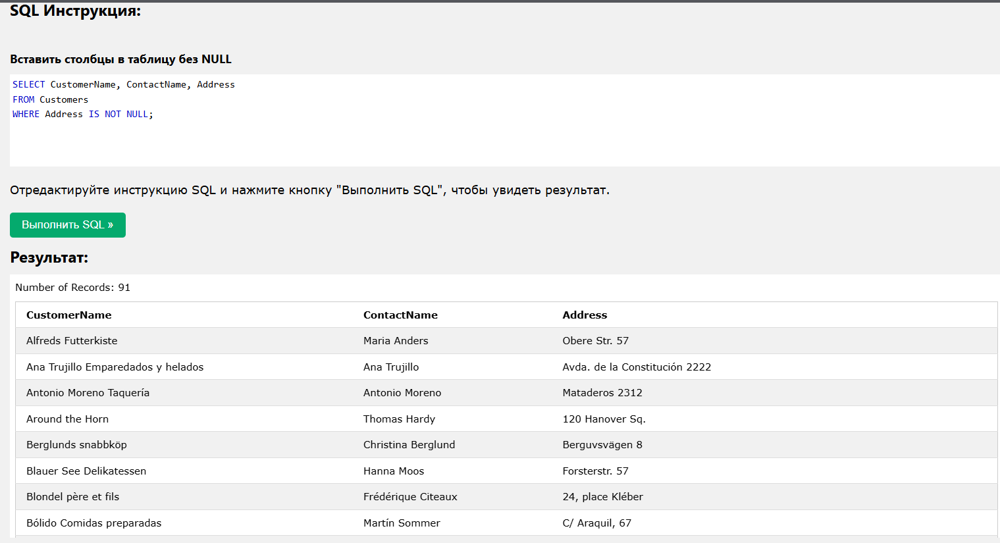 SQL Инструкция:
Вставить столбцы в таблицу без NULL
SELECT CustomerName, ContactName, Address
FROM Customers
WHERE Address IS NOT NULL;
Отредактируйте инструкцию SQL и нажмите кнопку "Выполнить SQL", чтобы увидеть результат.
Выполнить SQL »
Результат:
Number of Records: 91
CustomerName ContactName Address
Alfreds Futterkiste Maria Anders Obere Str. 57
Ana Trujillo Emparedados y helados Ana Trujillo Avda. de la Constitución 2222
Antonio Moreno Taquería Antonio Moreno Mataderos 2312
Around the Horn Thomas Hardy 120 Hanover Sq.
Berglunds snabbköp Christina Berglund Berguvsvägen 8
Blauer See Delikatessen Hanna Moos Forsterstr. 57
Blondel père et fils Frédérique Citeaux 24, place Kléber
Bólido Comidas preparadas Martín Sommer C/ Araquil, 67